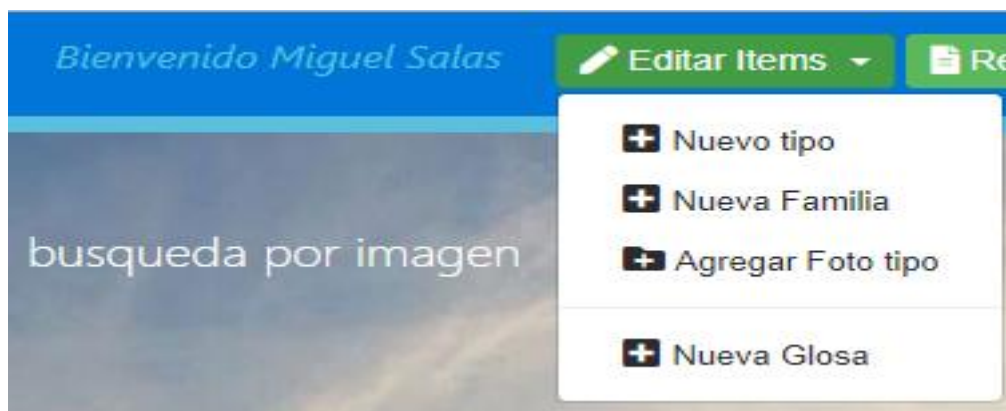 Bienvenido Miguel Salas
Editar Items
Nuevo tipo
Nueva Familia
Agregar Foto tipo
Nueva Glosa
busqueda por imagen